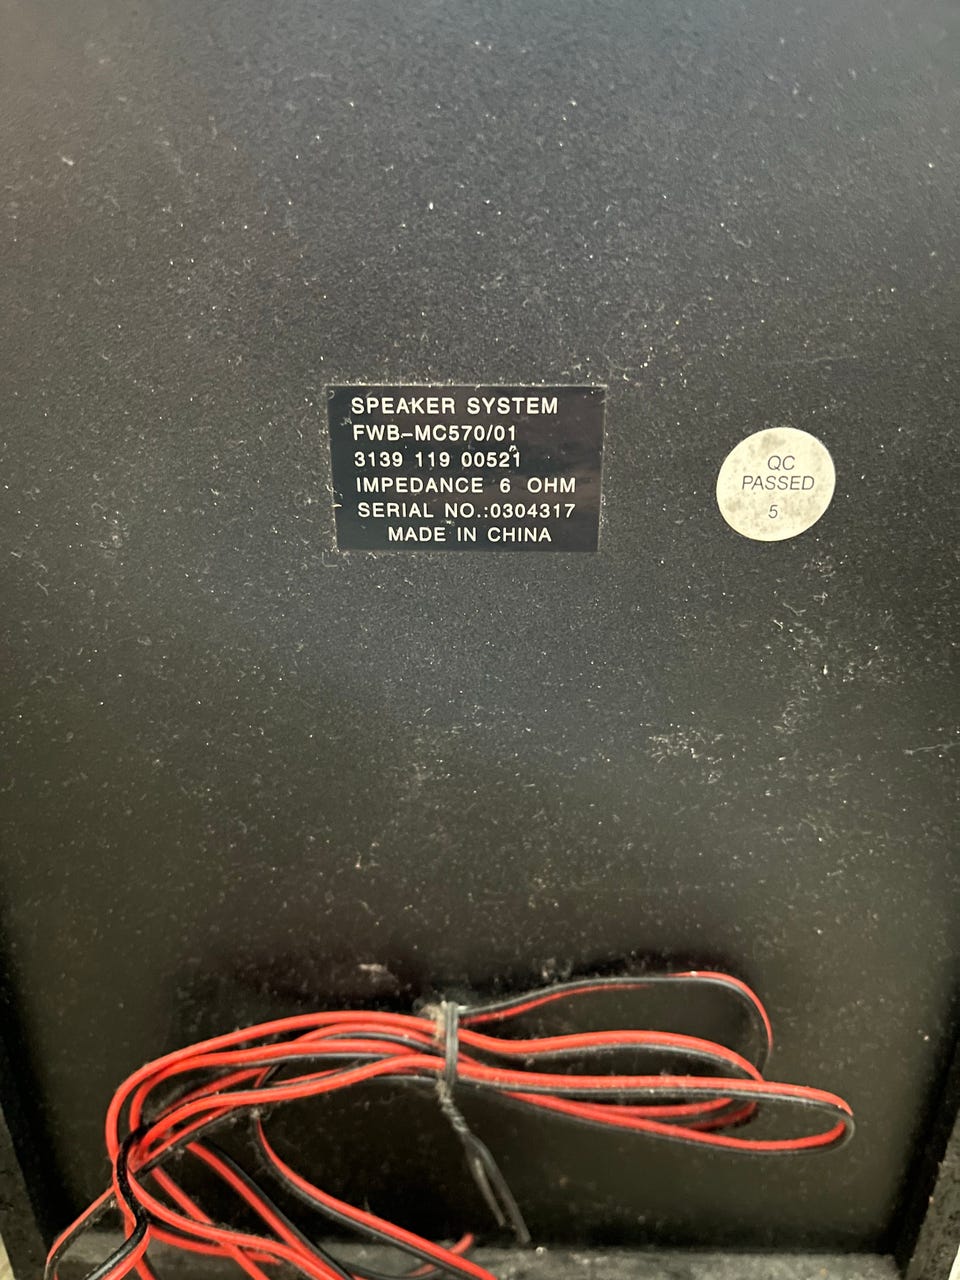 SPEAKER SYSTEM
FWB-MC570/01
3139 119 00521
IMPEDANCE 6 OHM
SERIAL NO.:0304317
MADE IN CHINA
QC
PASSED
5